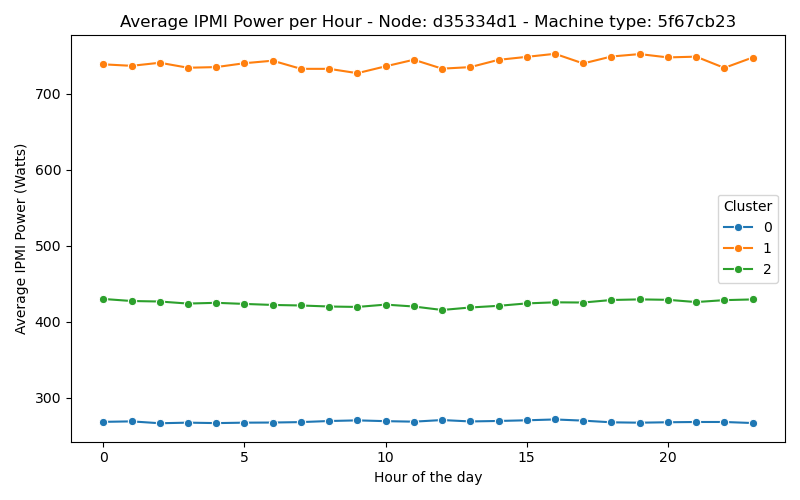 Average IPMI Power per Hour - Node: d35334d1 - Machine type: 5f67cb23
Average IPMI Power (Watts)
700
600
500
400
300
Cluster
0
1
2
0 5 10 15 20
Hour of the day